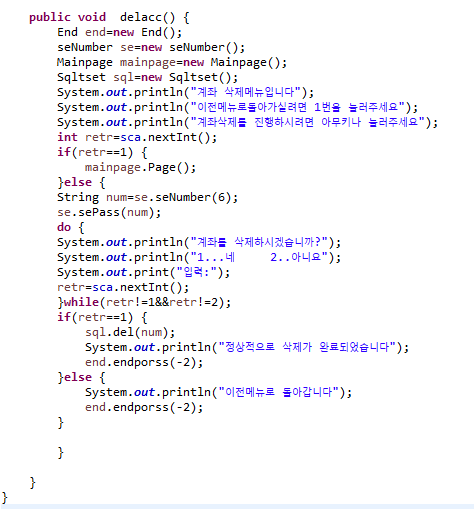 public void  delacc() {
End end=new End();
seNumber se=new seNumber();
Mainpage mainpage=new Mainpage();
Sqltset sql=new Sqltset();
System.out.println("계좌 삭제메뉴입니다");
System.out.println("이전메뉴로돌아가실려면 1번을 눌러주세요");
System.out.println("계좌삭제를 진행하시려면 아무키나 눌러주세요");
int retr=sca.nextInt();
if(retr==1) {
mainpage.Page();
}else {
String num=se.seNumber(6);
se.sePass(num);
do {
System.out.println("계좌를 삭제하시겠습니까?");
System.out.println("1...네     2..아니요");
System.out.print("입력:");
retr=sca.nextInt();
}while(retr!=1&&retr!=2);
if(retr==1) {
sql.del(num);
System.out.println("정상적으로 삭제가 완료되었습니다");
end.endporss(-2);
}else {
System.out.println("이전메뉴로 돌아갑니다");
end.endporss(-2);
}
}
}
}